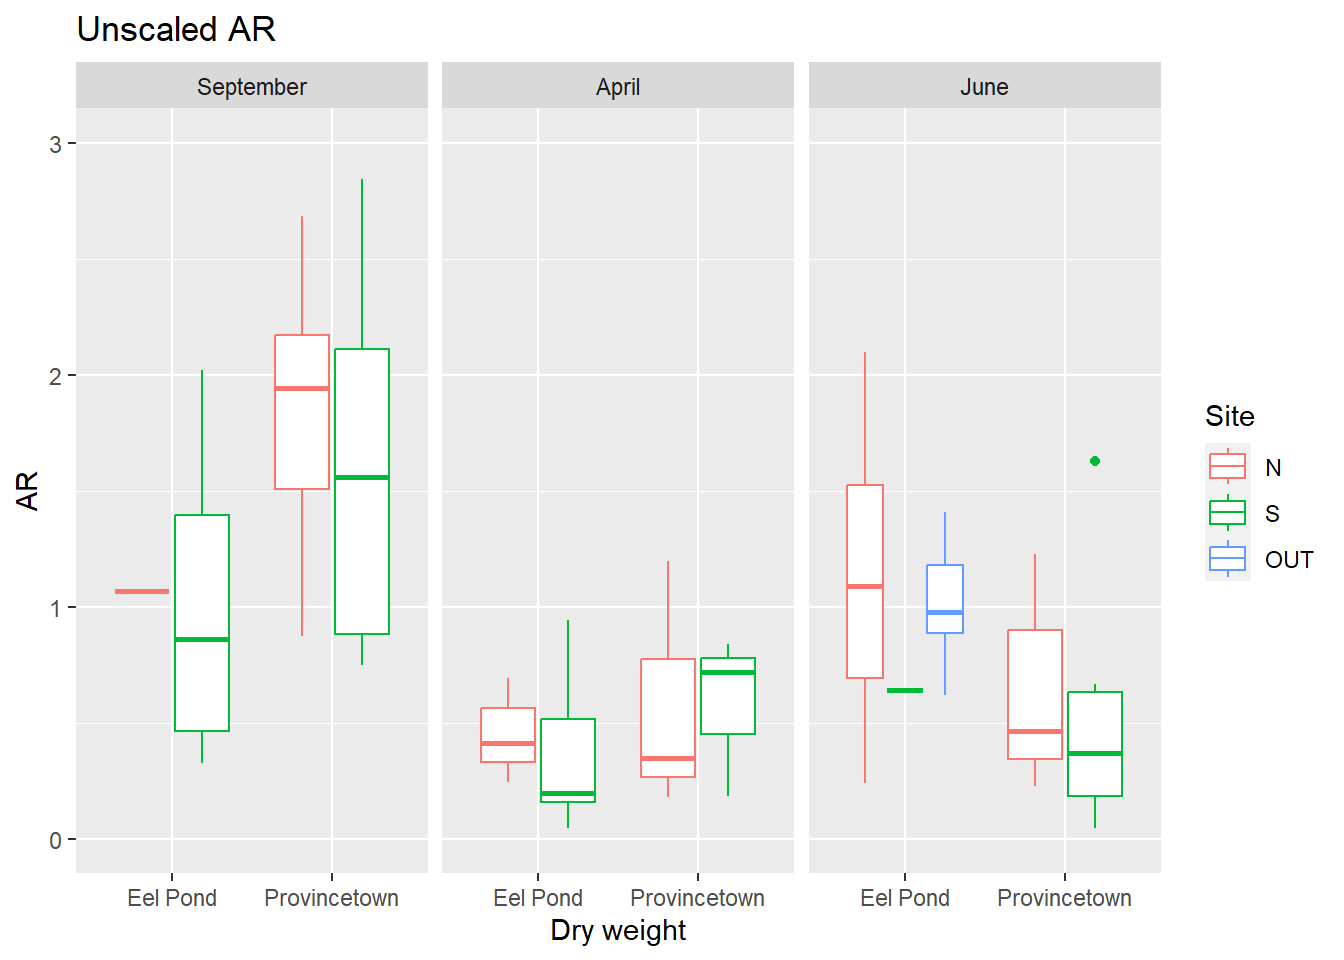 Unscaled AR
September April June
3
2
1
0
AR
Eel Pond Provincetown Eel Pond Provincetown Eel Pond Provincetown
Dry weight
Site
N
S
OUT